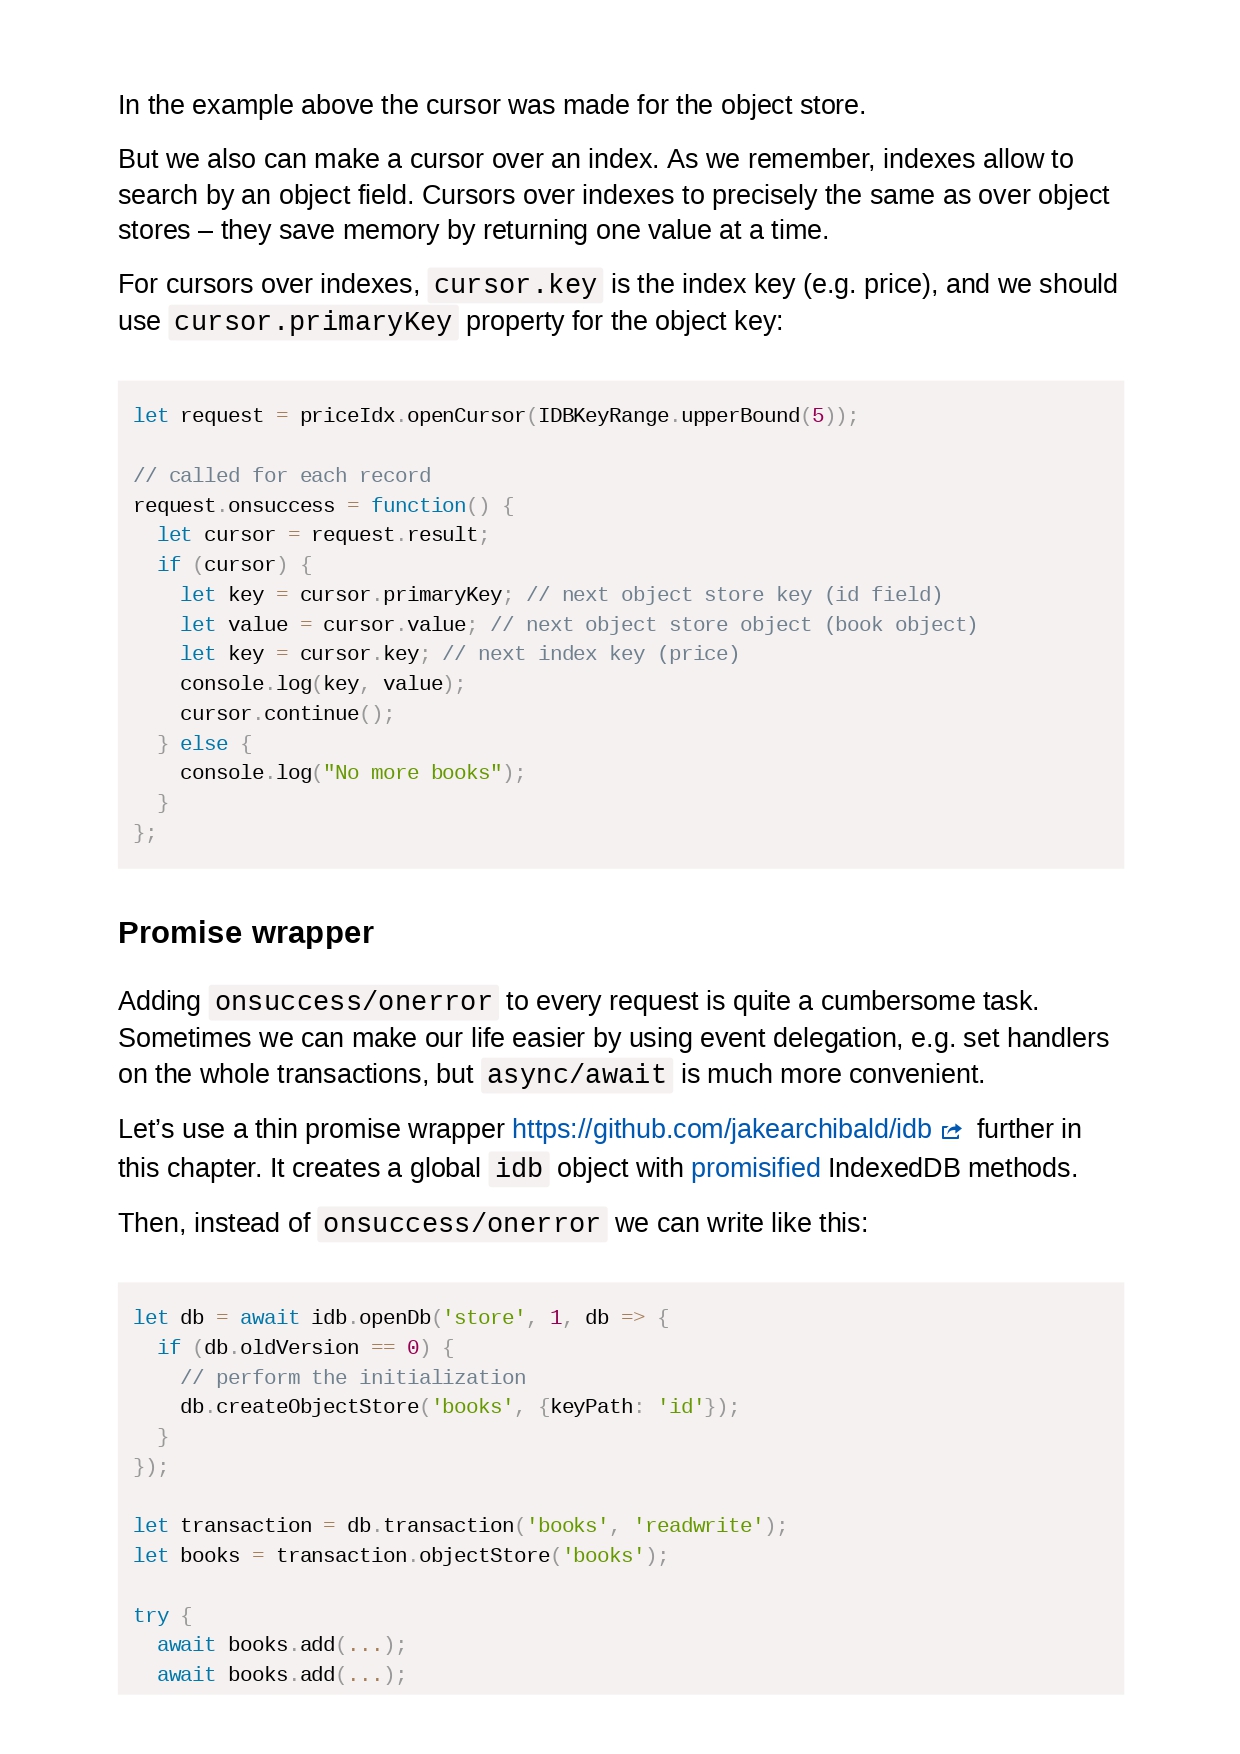 In the example above the cursor was made for the object store.
But we also can make a cursor over an index. As we remember, indexes allow to
search by an object field. Cursors over indexes to precisely the same as over object
stores – they save memory by returning one value at a time.
For cursors over indexes, cursor.key is the index key (e.g. price), and we should
use cursor.primaryKey property for the object key:
let request = priceIdx.openCursor(IDBKeyRange.upperBound(5));
// called for each record
request.onsuccess = function() {
  let cursor = request.result;
  if (cursor) {
    let key = cursor.primaryKey; // next object store key (id field)
    let value = cursor.value; // next object store object (book object)
    let key = cursor.key; // next index key (price)
    console.log(key, value);
    cursor.continue();
  } else {
    console.log("No more books");
  }
};
Promise wrapper
Adding onsuccess/onerror to every request is quite a cumbersome task.
Sometimes we can make our life easier by using event delegation, e.g. set handlers
on the whole transactions, but async/await is much more convenient.
Let’s use a thin promise wrapper https://github.com/jakearchibald/idb further in
this chapter. It creates a global idb object with promisified IndexedDB methods.
Then, instead of onsuccess/onerror we can write like this:
let db = await idb.openDb('store', 1, db => {
  if (db.oldVersion == 0) {
    // perform the initialization
    db.createObjectStore('books', {keyPath: 'id'});
  }
});
let transaction = db.transaction('books', 'readwrite');
let books = transaction.objectStore('books');
try {
  await books.add(...);
  await books.add(...);